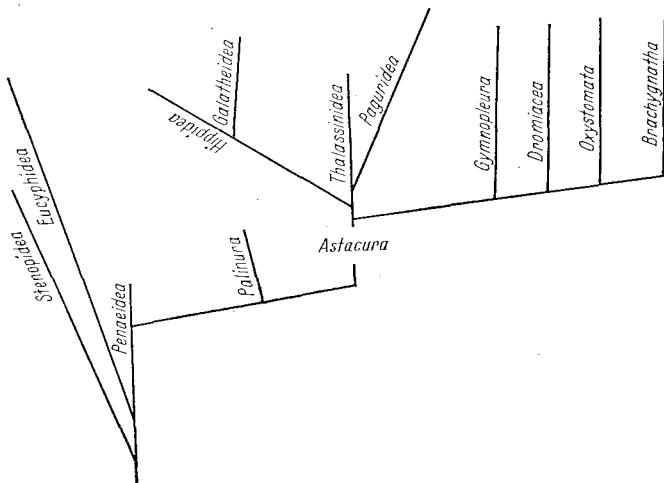 Stenopidea
Eucyphidea
Penaeidea
Palinura
Astacura
Hippidea
Galatheidea
Thalassinidea
Paguridea
Gymnopleura
Dromiacea
Oxystomata
Brachygnatha